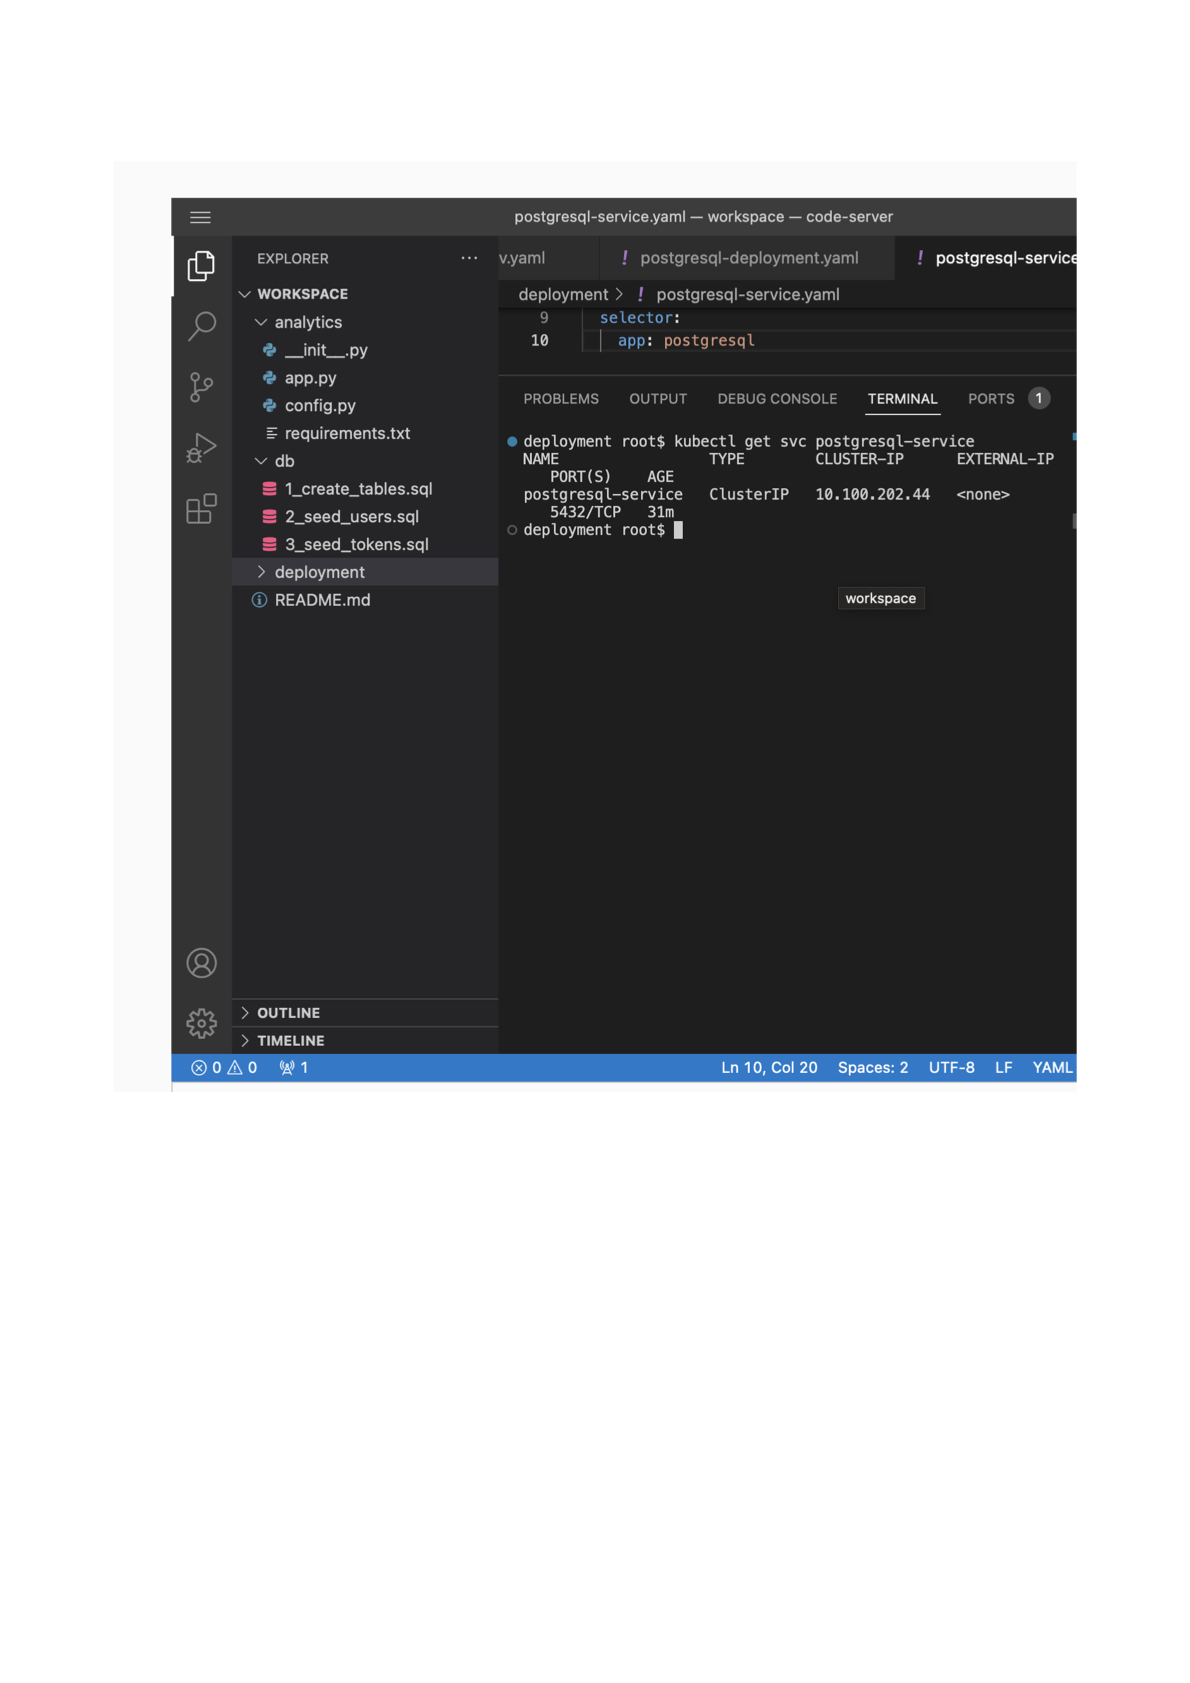 postgresql-service.yaml — workspace — code-server
EXPLORER
WORKSPACE
analytics
__init__.py
app.py
config.py
requirements.txt
db
1_create_tables.sql
2_seed_users.sql
3_seed_tokens.sql
deployment
README.md
OUTLINE
TIMELINE
v.yaml
! postgresql-deployment.yaml
! postgresql-service
deployment > ! postgresql-service.yaml
9 selector:
10 app: postgresql
PROBLEMS OUTPUT DEBUG CONSOLE TERMINAL PORTS 1
deployment root$ kubectl get svc postgresql-service
NAME TYPE CLUSTER-IP EXTERNAL-IP
PORT(S) AGE
postgresql-service ClusterIP 10.100.202.44 <none>
5432/TCP 31m
deployment root$
workspace
0 0 1 Ln 10, Col 20 Spaces: 2 UTF-8 LF YAML